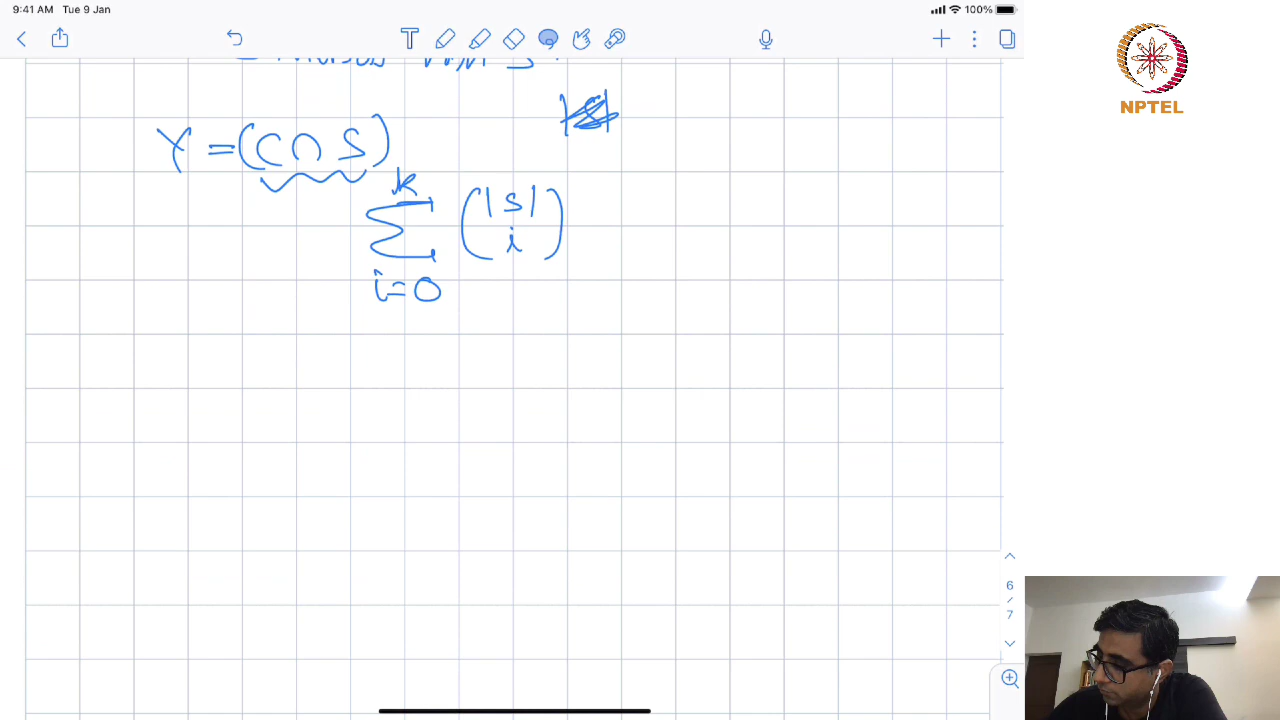 9:41 AM Tue 9 Jan
100%
NPTEL
Y = (C ∩ S)
k
∑ (|S| i)
i=0
6
/
7